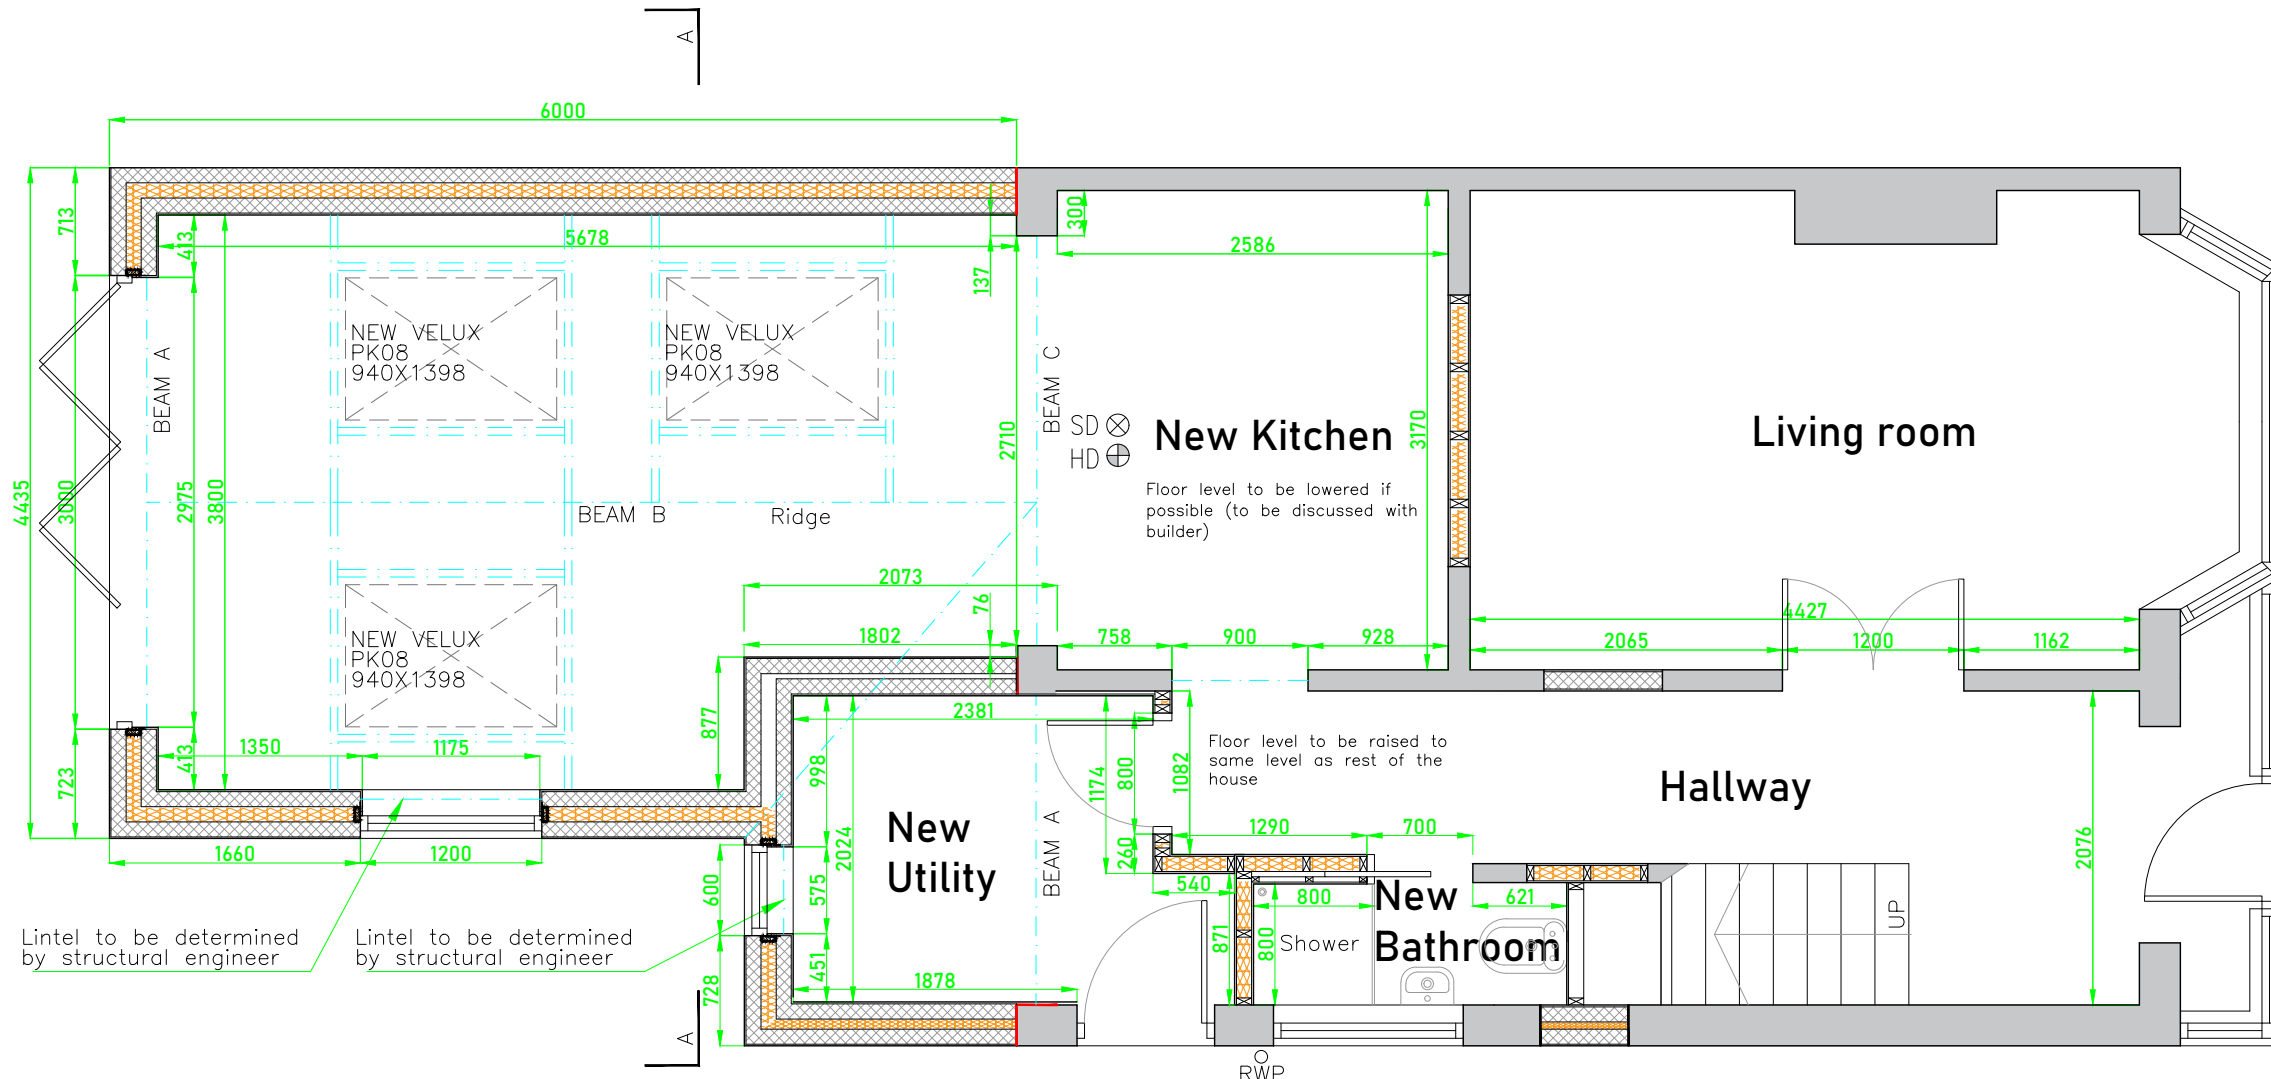 A
6000
713
413
5678
300
137
2586
NEW VELUX
PK08
940X1398
NEW VELUX
PK08
940X1398
BEAM A
BEAM C
SD
HD
New Kitchen
Living room
Floor level to be lowered if
possible (to be discussed with
builder)
4435
3000
2975
3800
2710
3170
BEAM B
Ridge
2073
76
1802
758
900
928
4427
2065
1200
1162
NEW VELUX
PK08
940X1398
877
2381
1350
1175
413
723
998
1174
800
1082
Floor level to be raised to
same level as rest of the
house
Hallway
2076
New
Utility
2024
1290
700
260
BEAM A
1660
1200
600
575
540
871
800
800
New
Bathroom
621
Shower
UP
Lintel to be determined
by structural engineer
Lintel to be determined
by structural engineer
451
728
1878
A
RWP